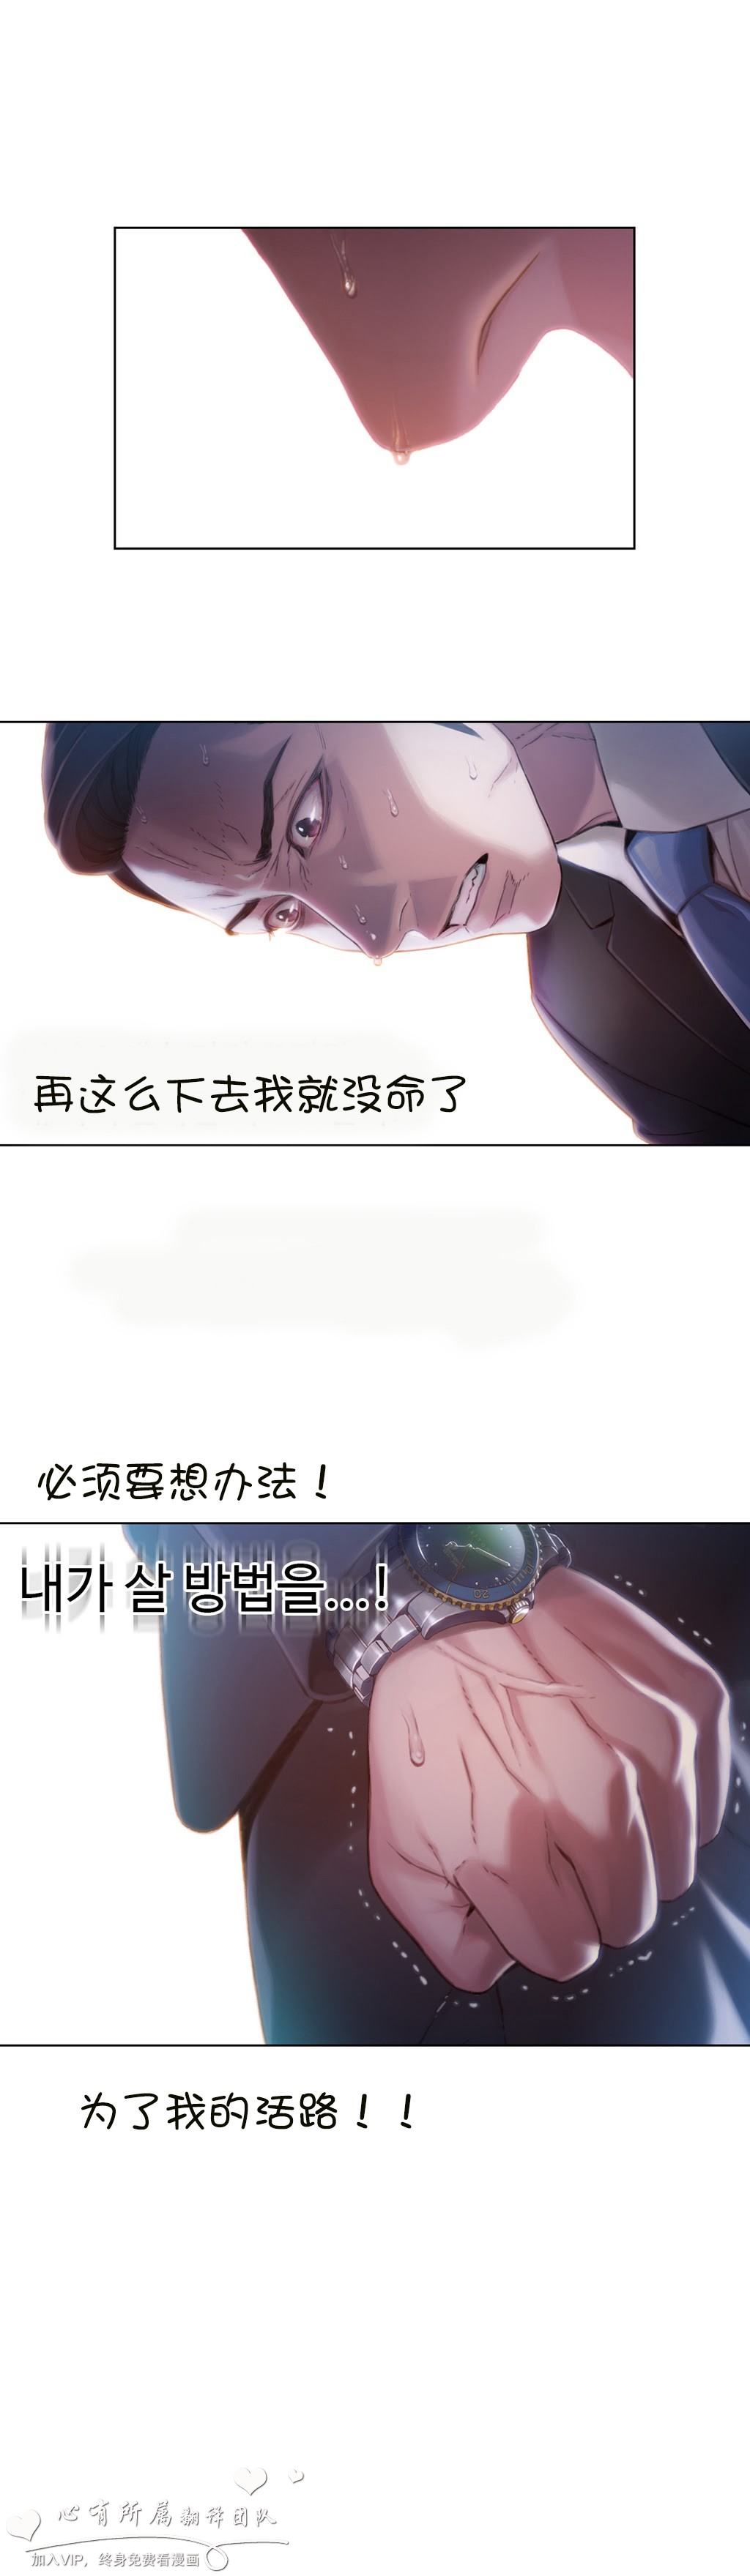 再这么下去我就没命了
必须要想办法！
내가 살 방법을...!
20
为了我的活路！！
心有所属翻译团队
加入VIP，终身免费看漫画